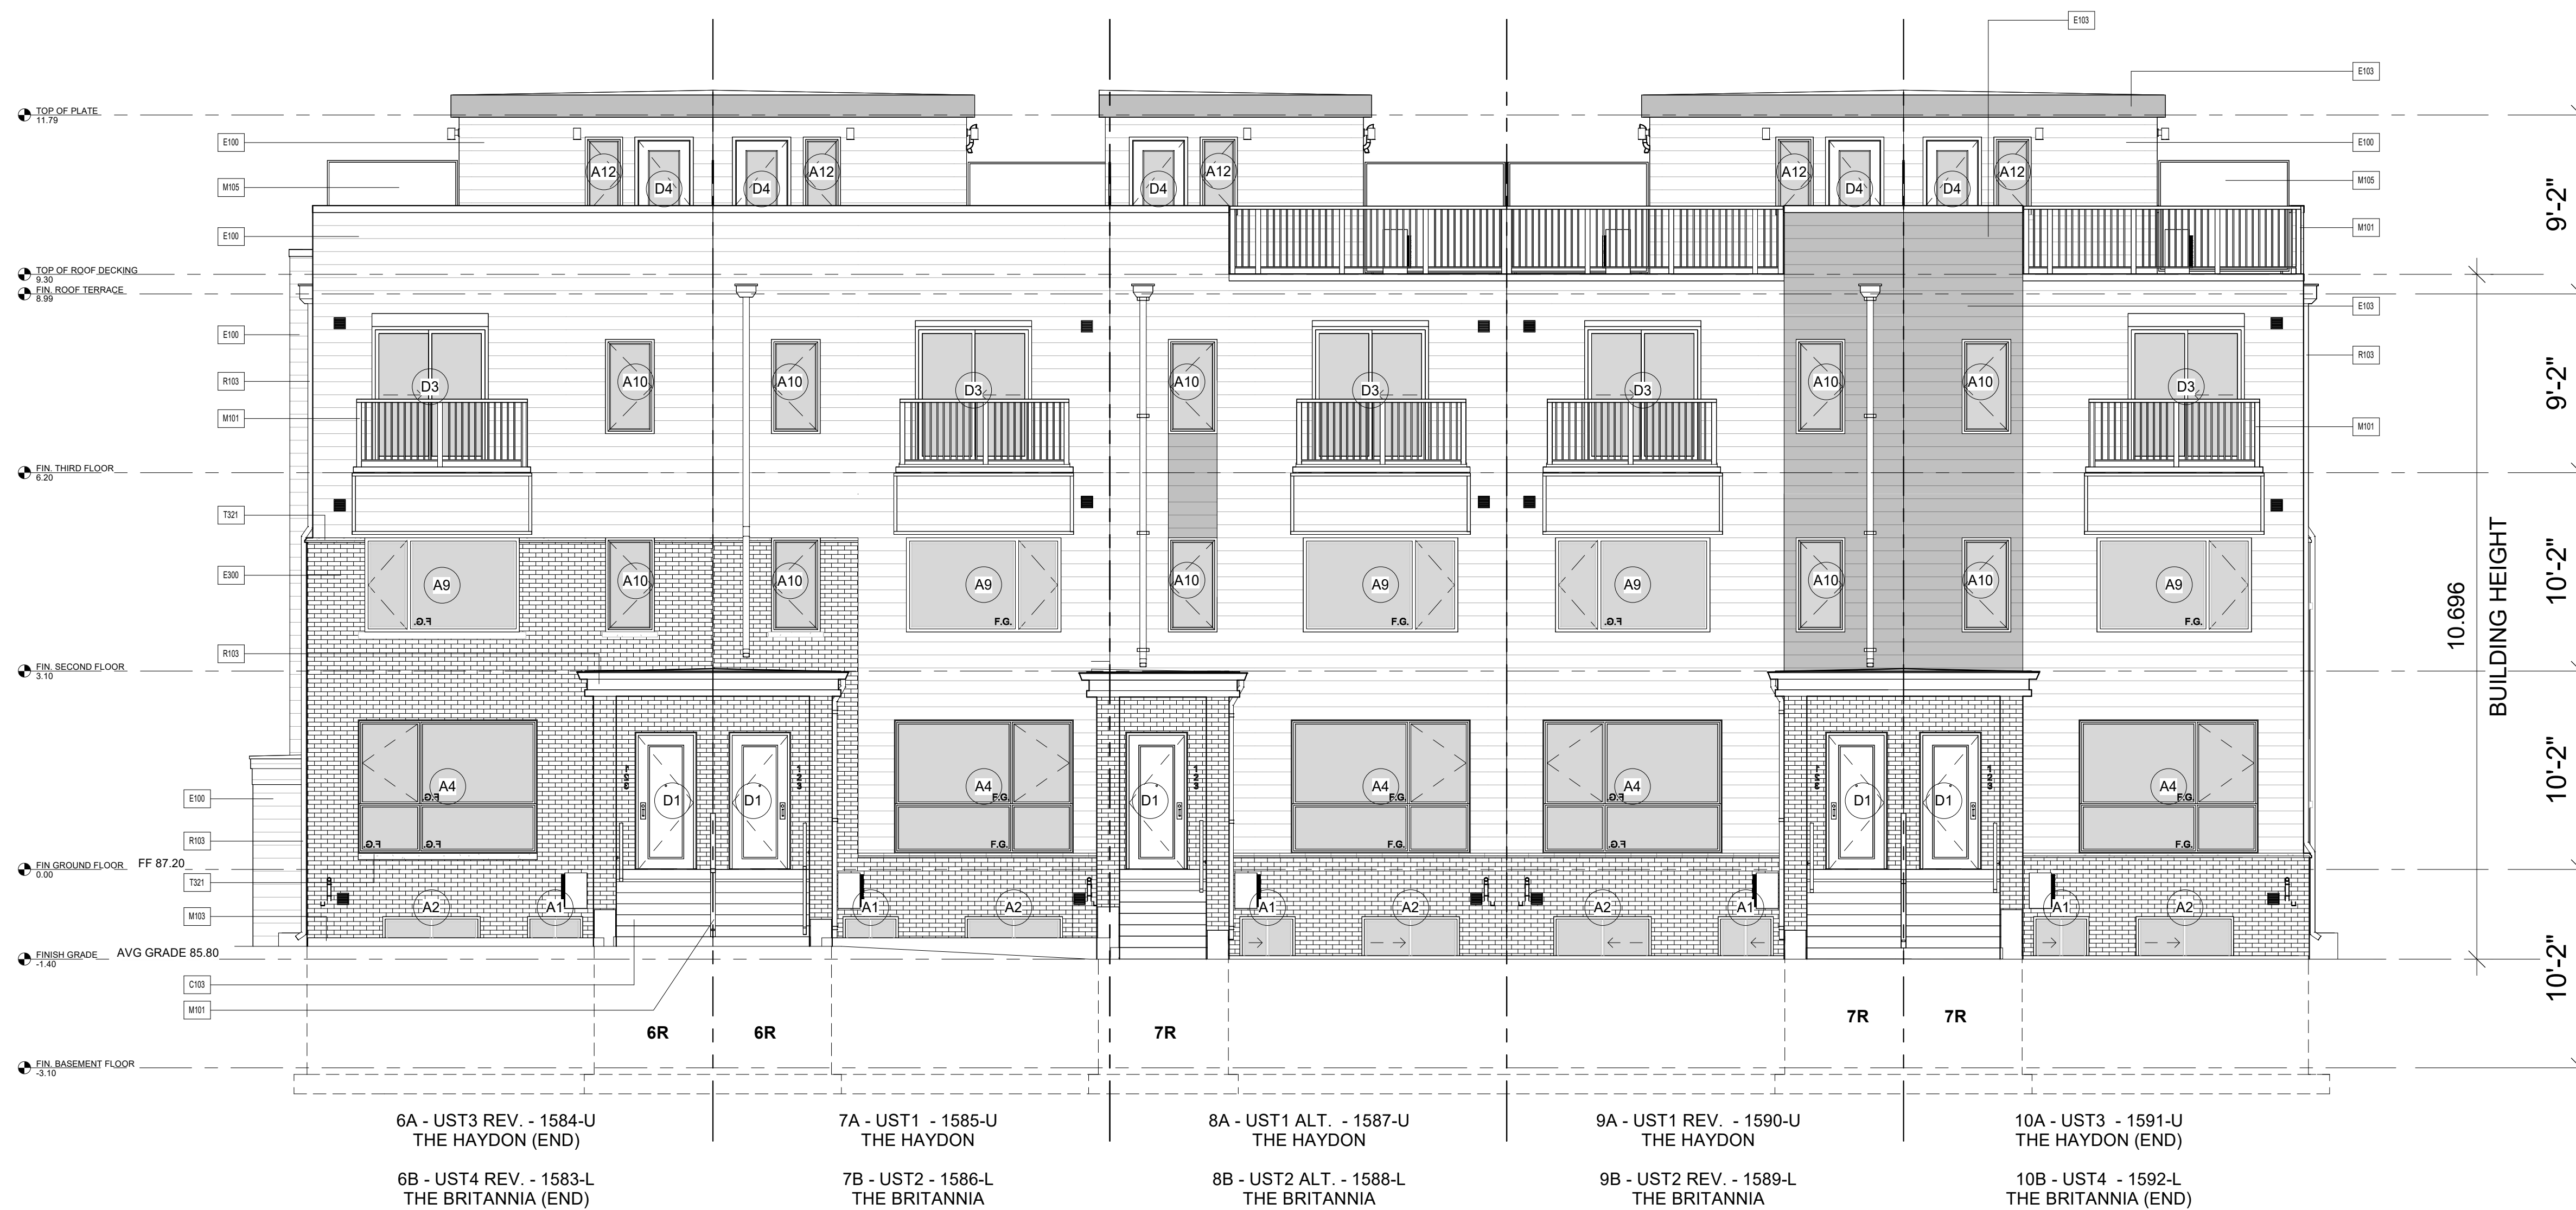 E103
E103
TOP OF PLATE
11.79
E100
E100
A12
D4
D4
A12
D4
A12
A12
D4
D4
A12
M105
M105
9'-2"
E100
M101
TOP OF ROOF DECKING
9.30
FIN. ROOF TERRACE
8.99
E103
E100
R103
R103
D3
A10
A10
D3
A10
D3
D3
A10
A10
D3
9'-2"
M101
M101
FIN. THIRD FLOOR
6.20
T321
E300
A9
A10
A10
A9
A10
A9
A9
A10
A10
A9
10'-2"
F.G.
F.G.
F.G.
F.G.
F.G.
10.696
BUILDING HEIGHT
R103
FIN. SECOND FLOOR
3.10
A4
D1
D1
A4
D1
A4
A4
D1
D1
A4
10'-2"
F.G.
F.G.
F.G.
F.G.
F.G.
123
123
123
123
123
E100
R103
F.G.
F.G.
F.G.
F.G.
F.G.
F.G.
FIN GROUND FLOOR
0.00
FF 87.20
T321
A2
A1
A1
A2
A1
A2
A2
A1
A1
A2
M103
FINISH GRADE
-1.40
AVG GRADE 85.80
C103
M101
10'-2"
6R
6R
7R
7R
7R
FIN. BASEMENT FLOOR
-3.10
6A - UST3 REV. - 1584-U
THE HAYDON (END)
7A - UST1 - 1585-U
THE HAYDON
8A - UST1 ALT. - 1587-U
THE HAYDON
9A - UST1 REV. - 1590-U
THE HAYDON
10A - UST3 - 1591-U
THE HAYDON (END)
6B - UST4 REV. - 1583-L
THE BRITANNIA (END)
7B - UST2 - 1586-L
THE BRITANNIA
8B - UST2 ALT. - 1588-L
THE BRITANNIA
9B - UST2 REV. - 1589-L
THE BRITANNIA
10B - UST4 - 1592-L
THE BRITANNIA (END)